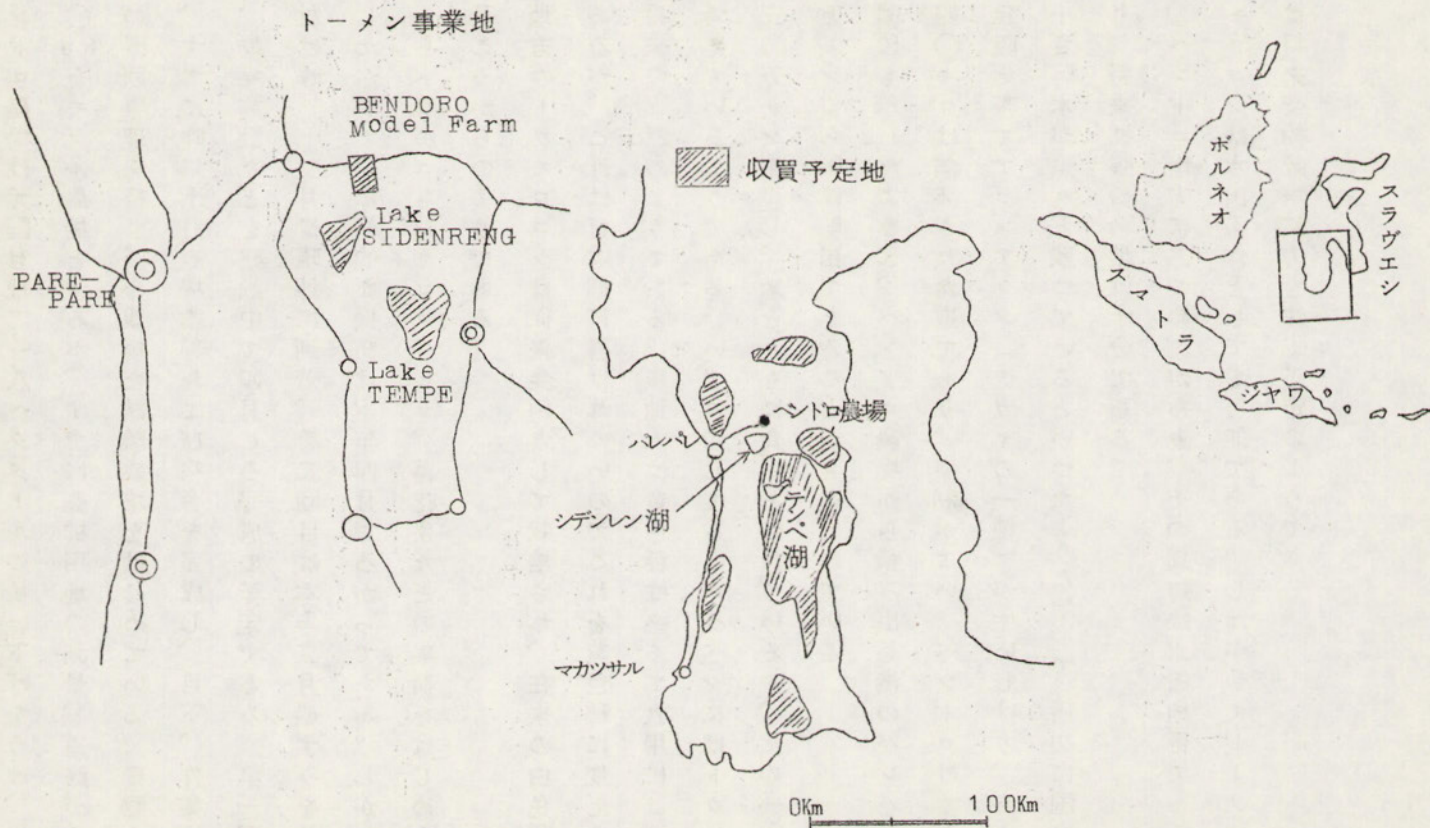 トーメン事業地
BENDORO
Model Farm
Lake
SIDENRENG
PARE-
PARE
Lake
TEMPE
収買予定地
ベンドロ農場
パレパレ
シデンレン湖
テンペ湖
マカツサル
0Km 100Km
ボルネオ
スラヴエシ
スマトラ
ジヤワ